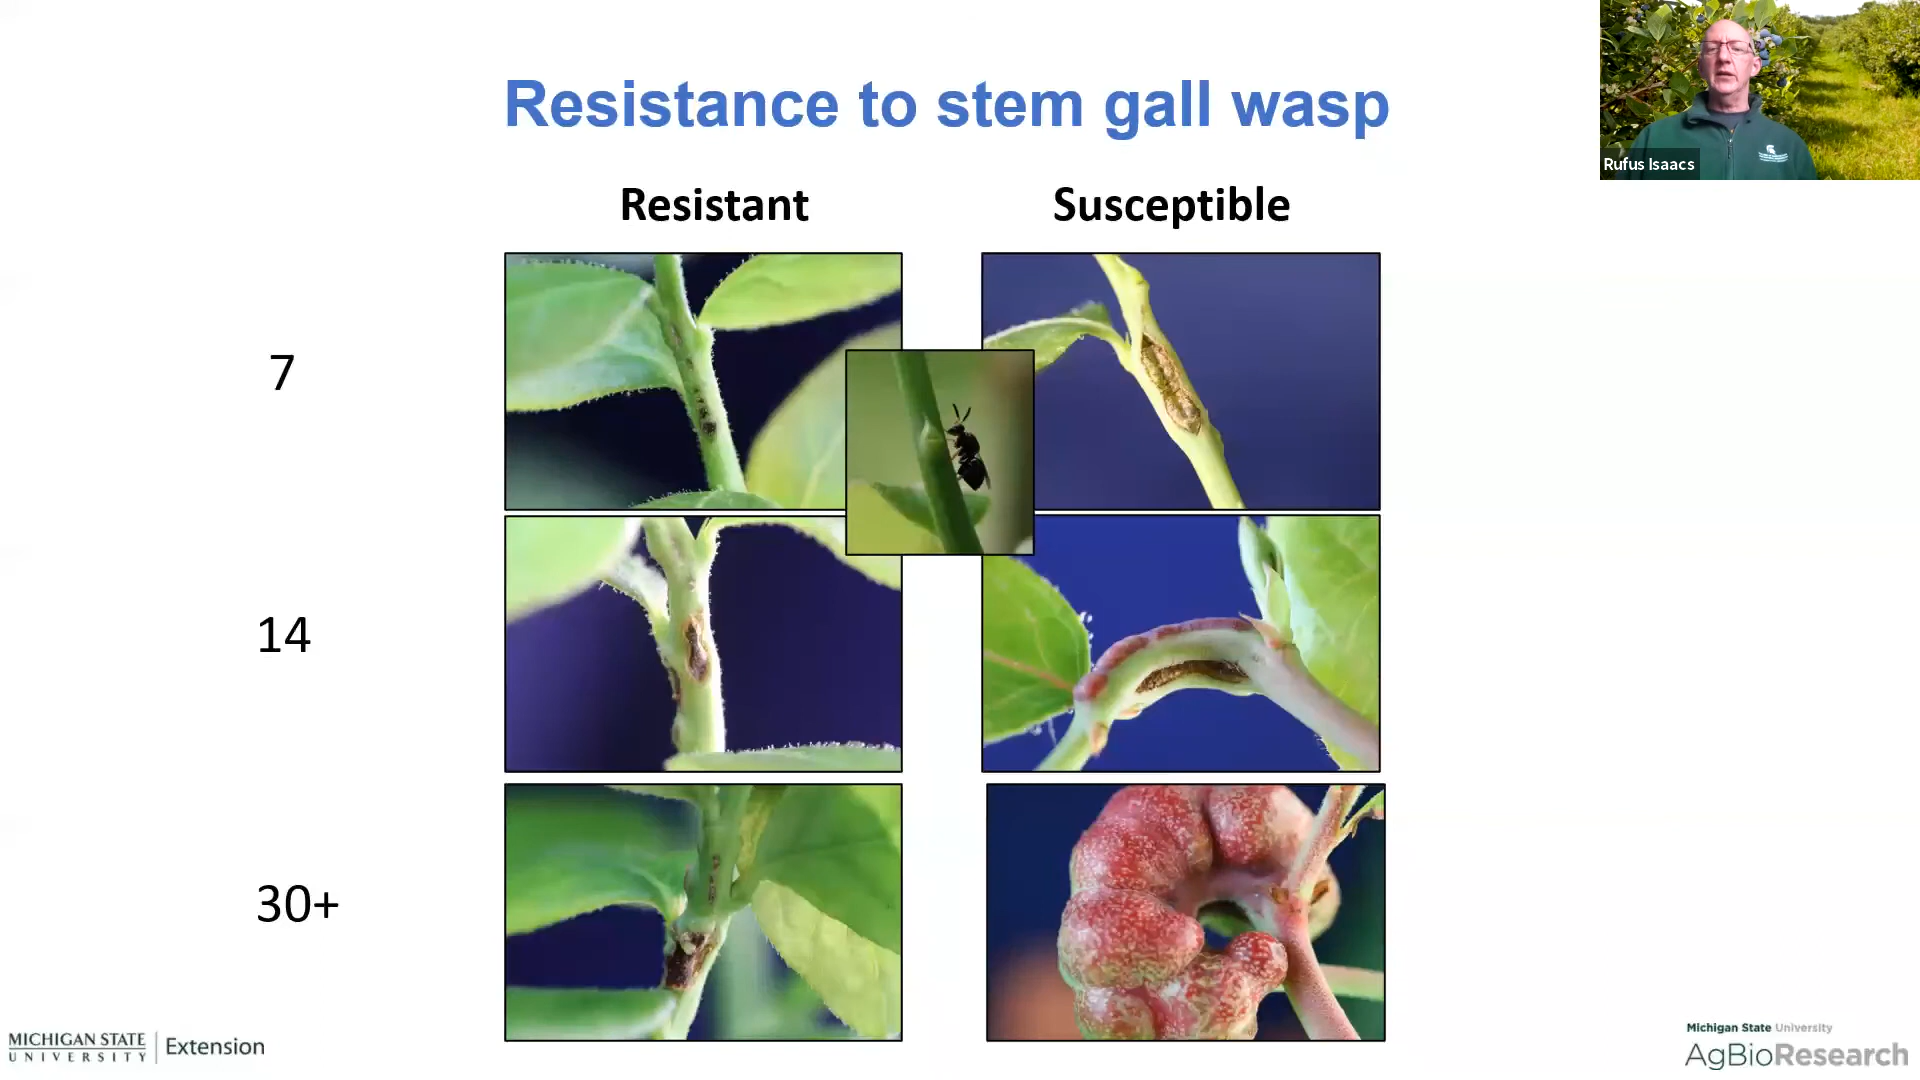 Resistance to stem gall wasp
Rufus Isaacs
Resistant
Susceptible
7
14
30+
MICHIGAN STATE
UNIVERSITY
Extension
Michigan State University
AgBioResearch